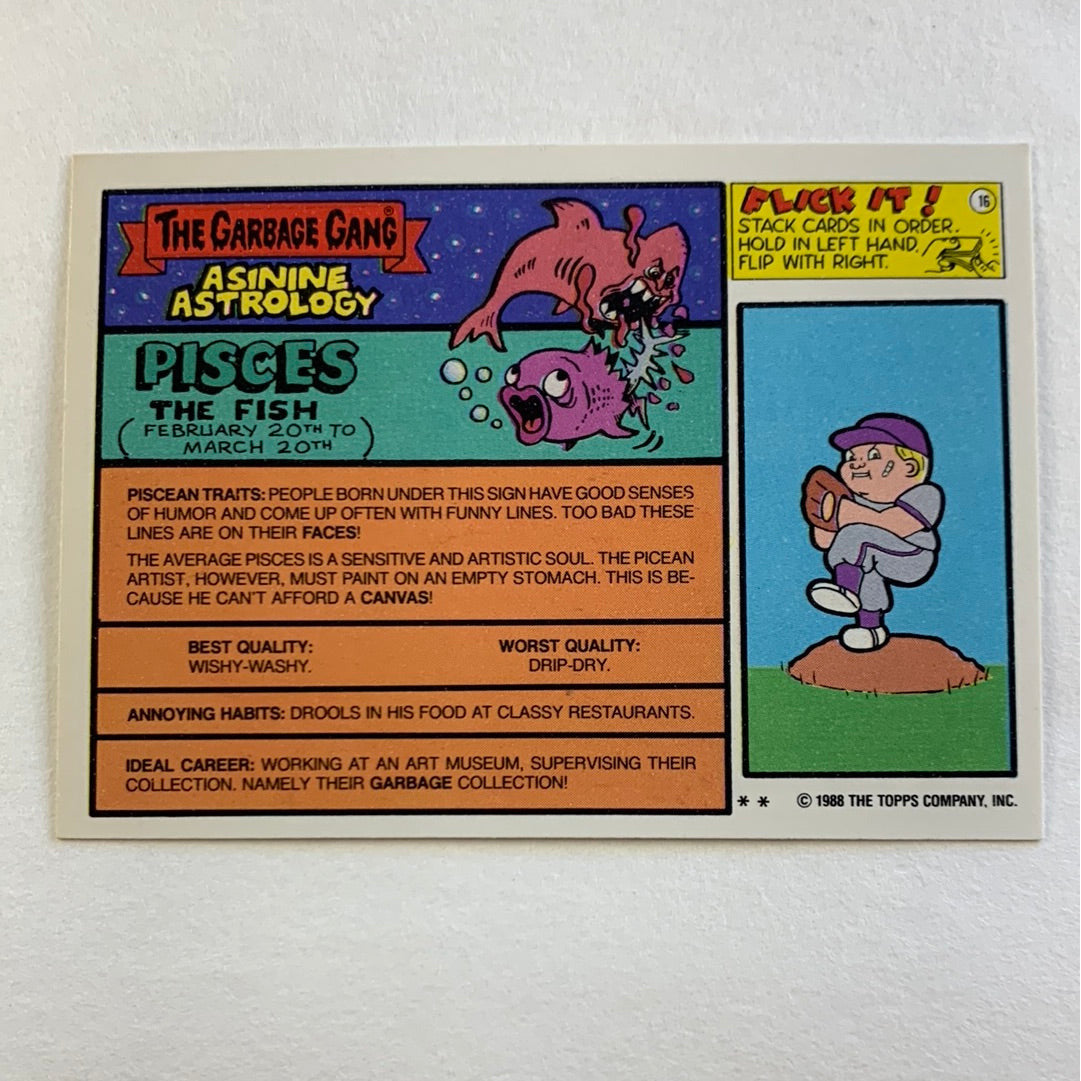 THE GARBAGE GANG®
ASININE
ASTROLOGY
PISCES
THE FISH
(FEBRUARY 20TH TO
MARCH 20TH)
PISCEAN TRAITS: PEOPLE BORN UNDER THIS SIGN HAVE GOOD SENSES
OF HUMOR AND COME UP OFTEN WITH FUNNY LINES. TOO BAD THESE
LINES ARE ON THEIR FACES!
THE AVERAGE PISCES IS A SENSITIVE AND ARTISTIC SOUL. THE PICEAN
ARTIST, HOWEVER, MUST PAINT ON AN EMPTY STOMACH. THIS IS BE-
CAUSE HE CAN'T AFFORD A CANVAS!
BEST QUALITY:
WISHY-WASHY.
WORST QUALITY:
DRIP-DRY.
ANNOYING HABITS: DROOLS IN HIS FOOD AT CLASSY RESTAURANTS.
IDEAL CAREER: WORKING AT AN ART MUSEUM, SUPERVISING THEIR
COLLECTION. NAMELY THEIR GARBAGE COLLECTION!
FLICK IT! 16
STACK CARDS IN ORDER.
HOLD IN LEFT HAND,
FLIP WITH RIGHT.
* * © 1988 THE TOPPS COMPANY, INC.